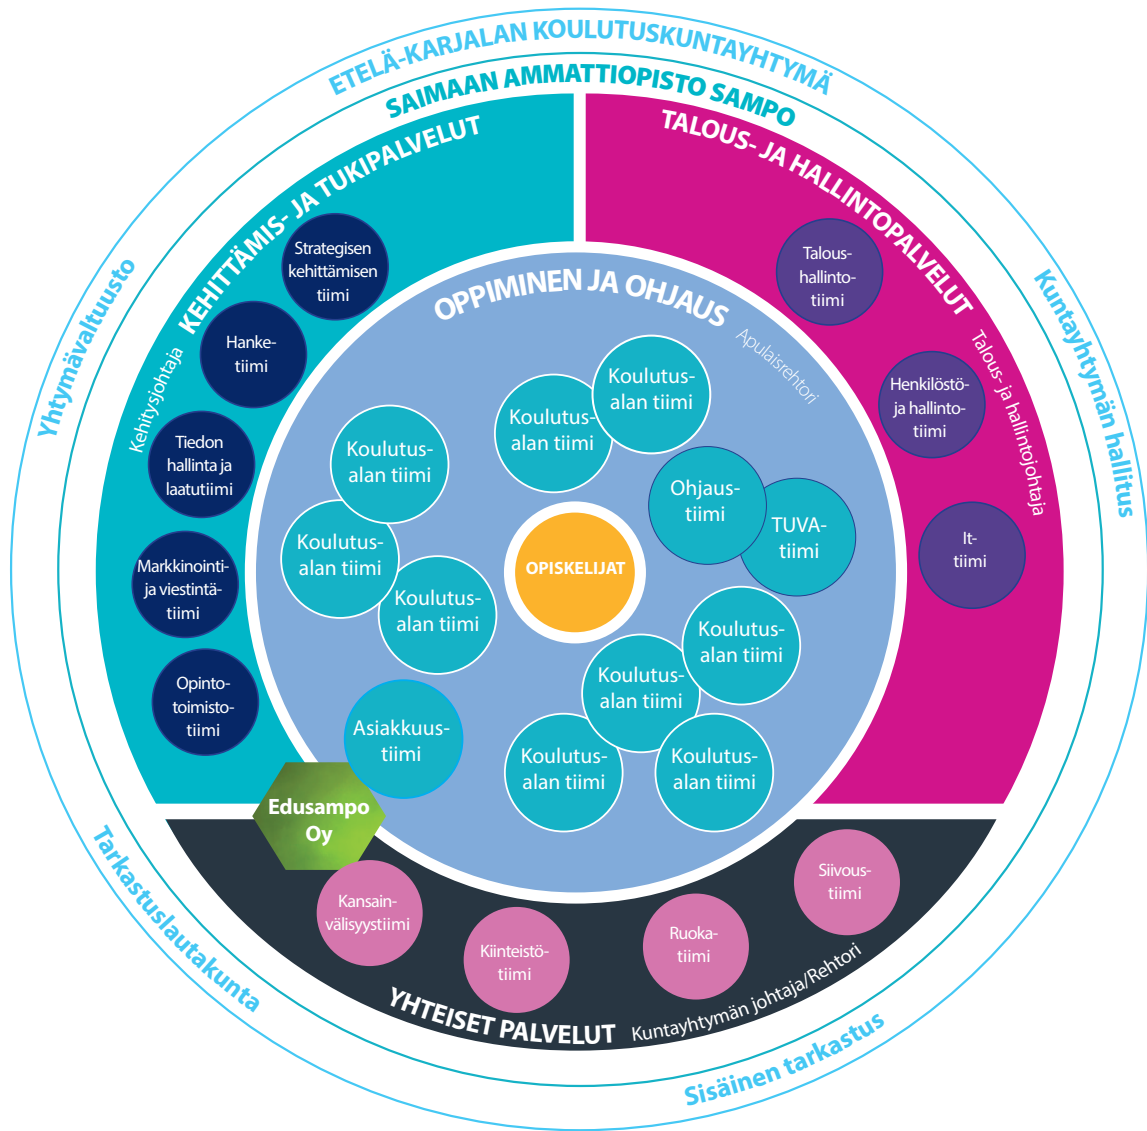 ETELÄ-KARJALAN KOULUTUSKUNTAYHTYMÄ
SAIMAAN AMMATTIOPISTO SAMPO
Yhtymävaltuusto
Kuntayhtymän hallitus
Tarkastuslautakunta
Sisäinen tarkastus
KEHITTÄMIS- JA TUKIPALVELUT
Kehitysjohtaja
Strategisen
kehittämisen
tiimi
Hanke-
tiimi
Tiedon
hallinta ja
laatutiimi
Markkinointi-
ja viestintä-
tiimi
Opinto-
toimisto-
tiimi
TALOUS- JA HALLINTOPALVELUT
Talous- ja hallintojohtaja
Talous-
hallinto-
tiimi
Henkilöstö-
ja hallinto-
tiimi
It-
tiimi
OPPIMINEN JA OHJAUS
Apulaisrehtori
Koulutus-
alan tiimi
Koulutus-
alan tiimi
Koulutus-
alan tiimi
Koulutus-
alan tiimi
Koulutus-
alan tiimi
Ohjaus-
tiimi
TUVA-
tiimi
OPISKELIJAT
Koulutus-
alan tiimi
Koulutus-
alan tiimi
Koulutus-
alan tiimi
Koulutus-
alan tiimi
Asiakkuus-
tiimi
Edusampo
Oy
Kansain-
välisyystiimi
Kiinteistö-
tiimi
Ruoka-
tiimi
Siivous-
tiimi
YHTEISET PALVELUT
Kuntayhtymän johtaja/Rehtori